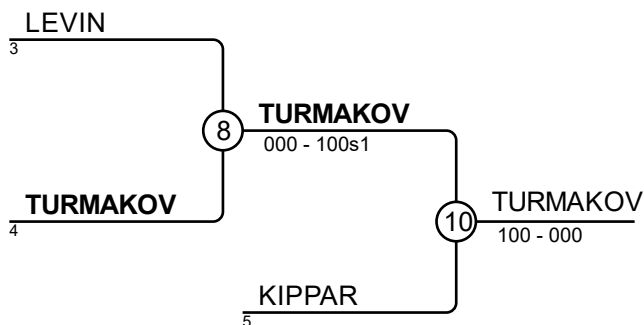 LEVIN
3
TURMAKOV
8
000 - 100s1
TURMAKOV
4
TURMAKOV
10
100 - 000
KIPPAR
5